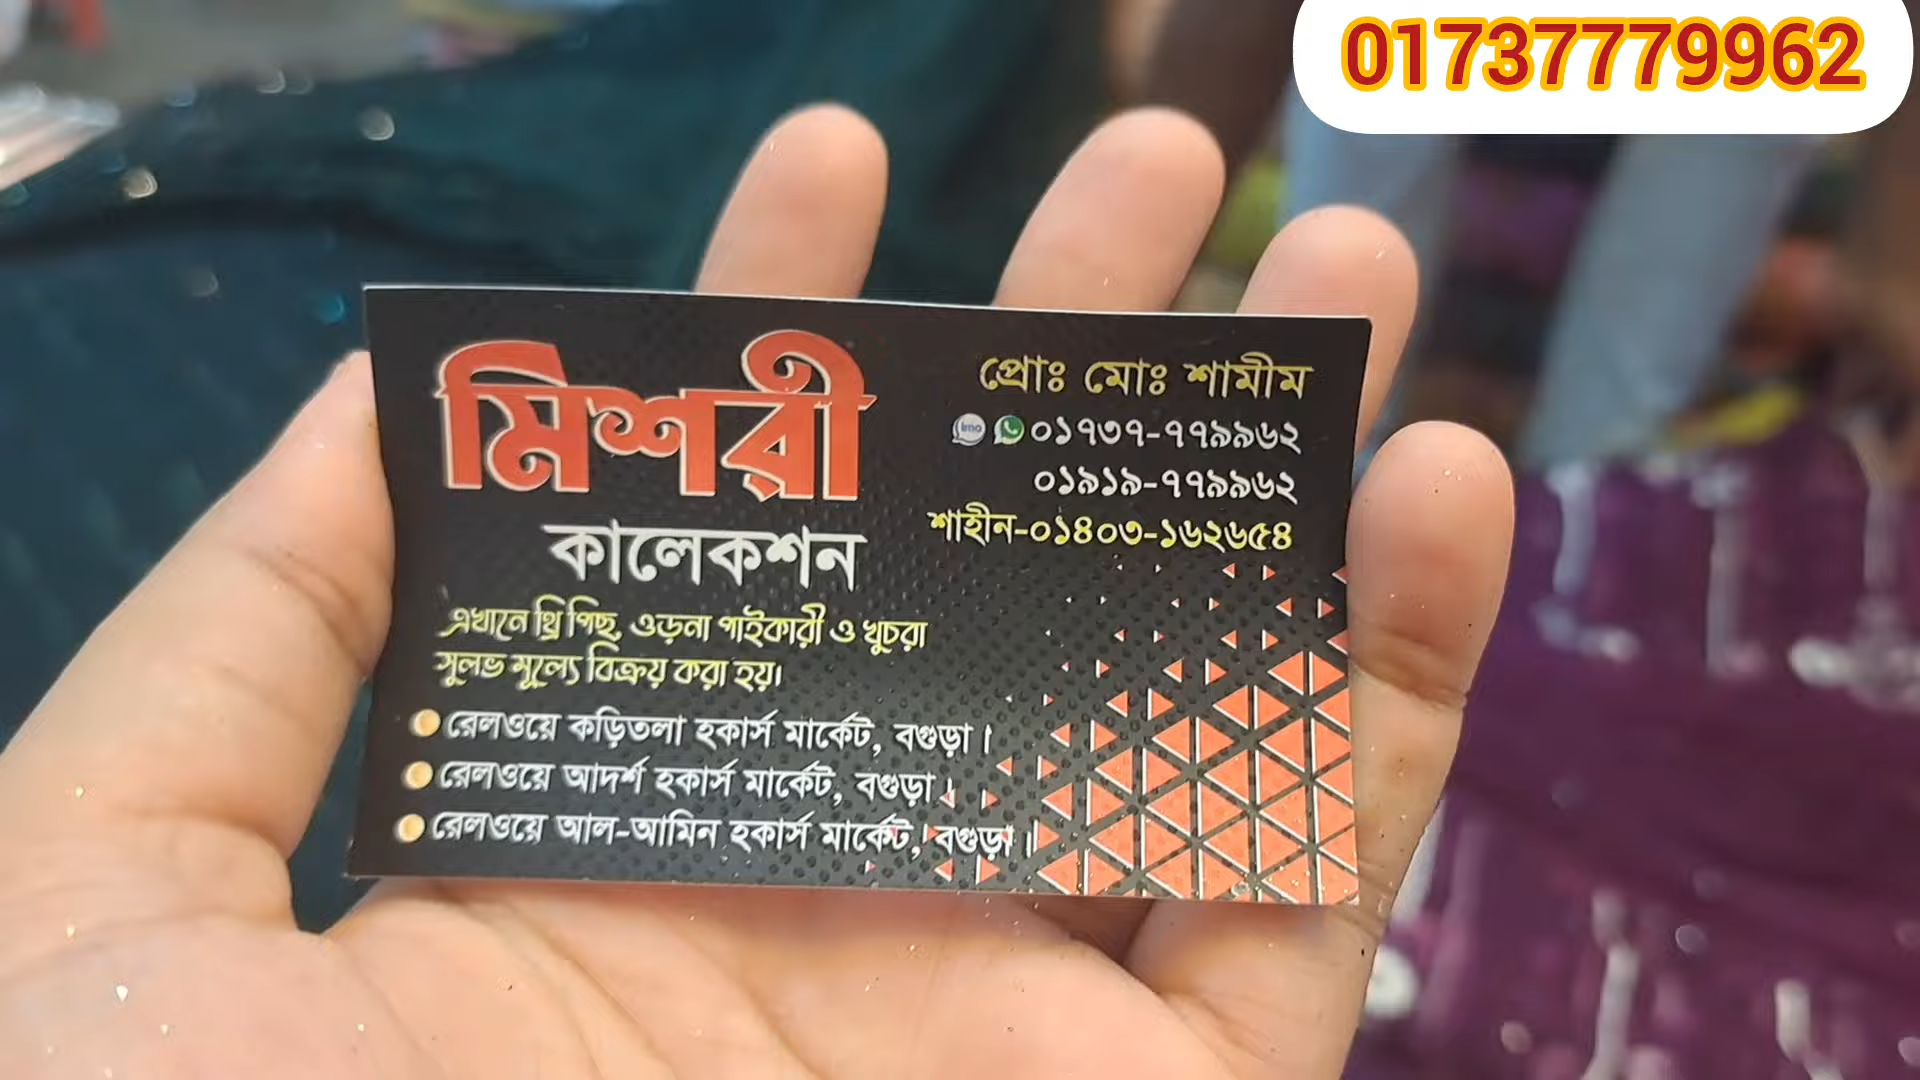 01737779962
মিশরী
কালেকশন
প্রোঃ মোঃ শামীম
imo ০১৭৩৭-৭৭৯৯৬২
০১৯১৯-৭৭৯৯৬২
শাহীন-০১৪০৩-১৬২৬৫৪
এখানে থ্রি পিছ, ওড়না পাইকারী ও খুচরা
সুলভ মূল্যে বিক্রয় করা হয়।
রেলওয়ে কড়িতলা হকার্স মার্কেট, বগুড়া।
রেলওয়ে আদর্শ হকার্স মার্কেট, বগুড়া।
রেলওয়ে আল-আমিন হকার্স মার্কেট, বগুড়া।